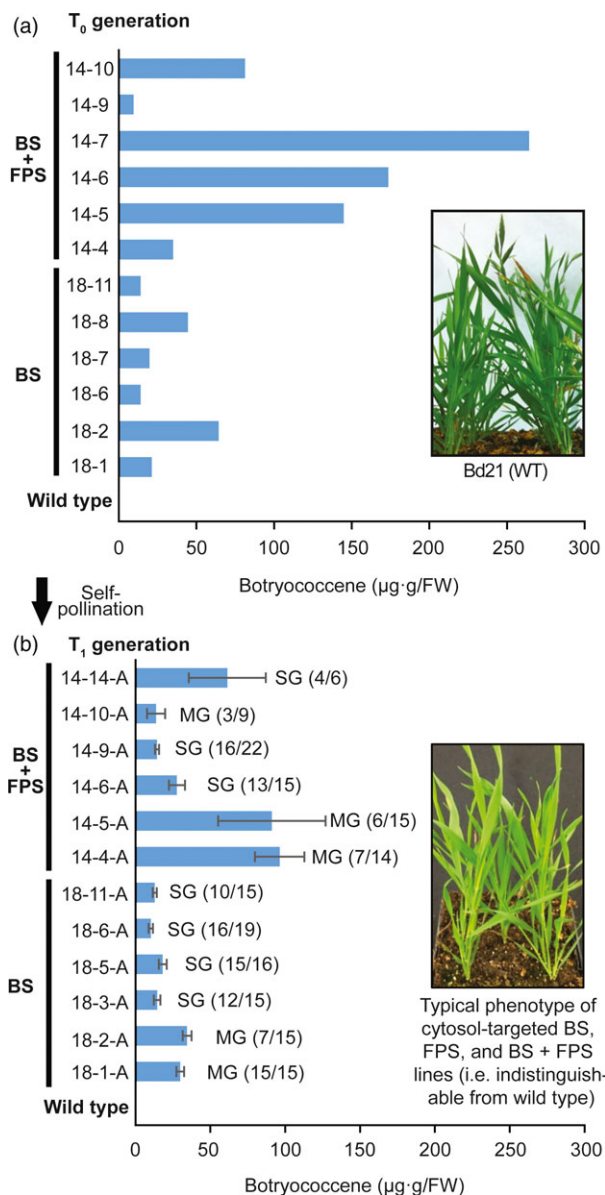 (a)
T0 generation
BS
+
FPS
14-10
14-9
14-7
14-6
14-5
14-4
BS
18-11
18-8
18-7
18-6
18-2
18-1
Wild type
Bd21 (WT)
0 50 100 150 200 250 300
Botryococcene (µg·g/FW)
Self-
pollination
(b)
T1 generation
BS
+
FPS
14-14-A SG (4/6)
14-10-A MG (3/9)
14-9-A SG (16/22)
14-6-A SG (13/15)
14-5-A MG (6/15)
14-4-A MG (7/14)
BS
18-11-A SG (10/15)
18-6-A SG (16/19)
18-5-A SG (15/16)
18-3-A SG (12/15)
18-2-A MG (7/15)
18-1-A MG (15/15)
Wild type
Typical phenotype of
cytosol-targeted BS,
FPS, and BS + FPS
lines (i.e. indistinguish-
able from wild type)
0 50 100 150 200 250 300
Botryococcene (µg·g/FW)